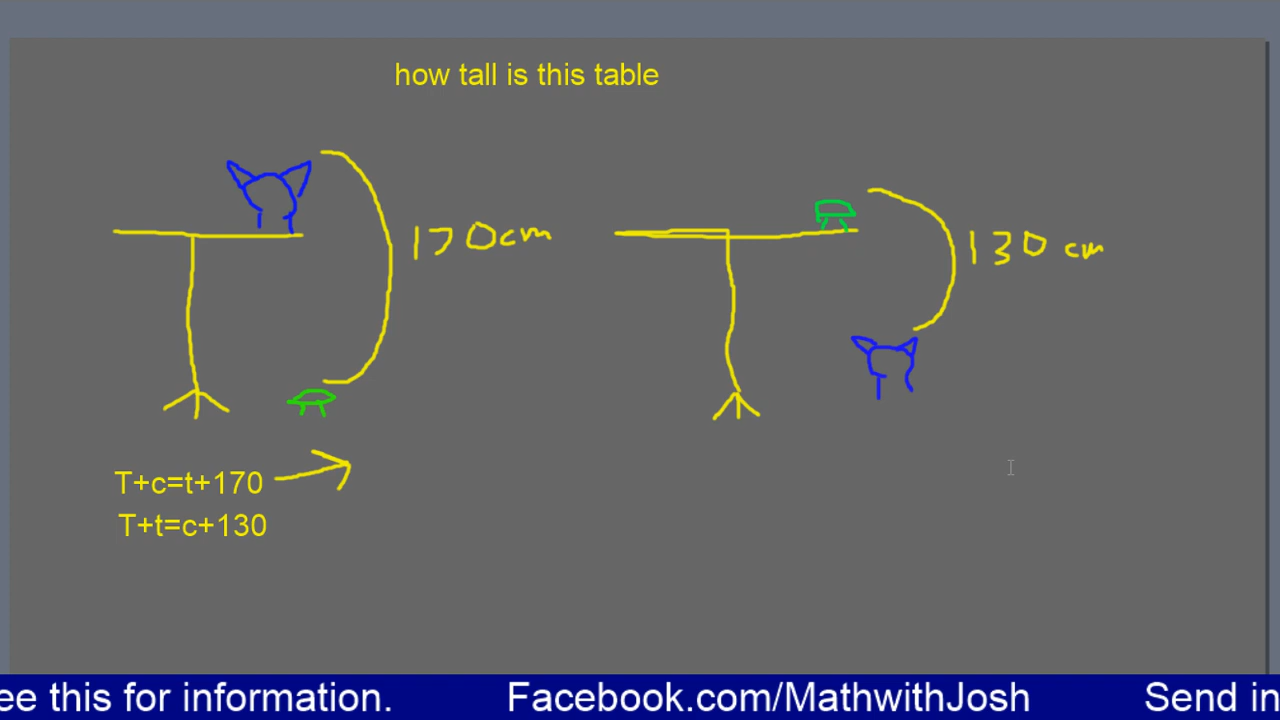 how tall is this table
170cm
130 cm
T+c=t+170
T+t=c+130
ee this for information. Facebook.com/MathwithJosh Send in